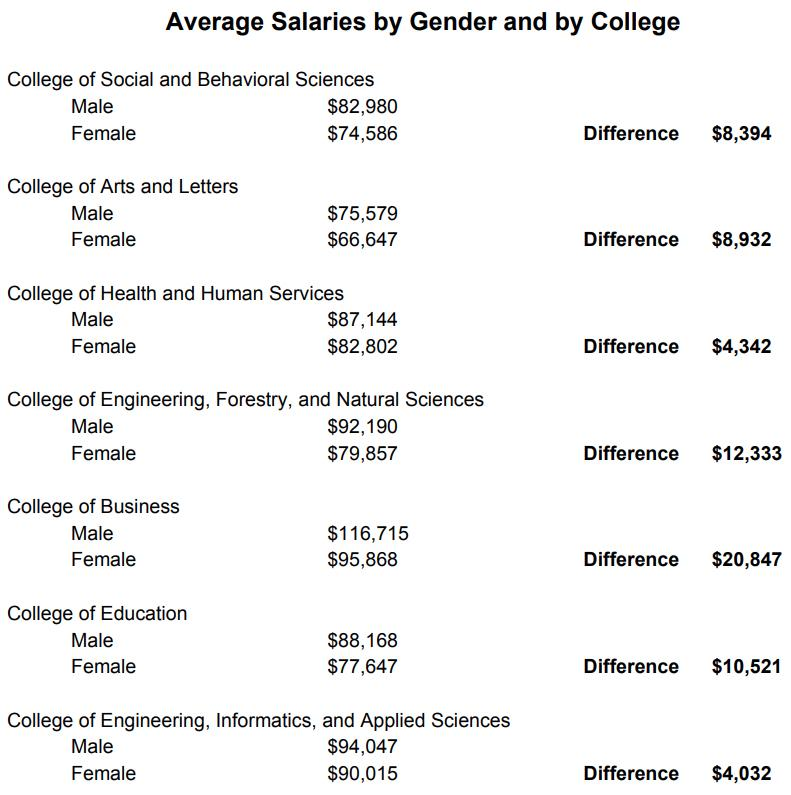 Average Salaries by Gender and by College
College of Social and Behavioral Sciences
Male $82,980
Female $74,586 Difference $8,394
College of Arts and Letters
Male $75,579
Female $66,647 Difference $8,932
College of Health and Human Services
Male $87,144
Female $82,802 Difference $4,342
College of Engineering, Forestry, and Natural Sciences
Male $92,190
Female $79,857 Difference $12,333
College of Business
Male $116,715
Female $95,868 Difference $20,847
College of Education
Male $88,168
Female $77,647 Difference $10,521
College of Engineering, Informatics, and Applied Sciences
Male $94,047
Female $90,015 Difference $4,032